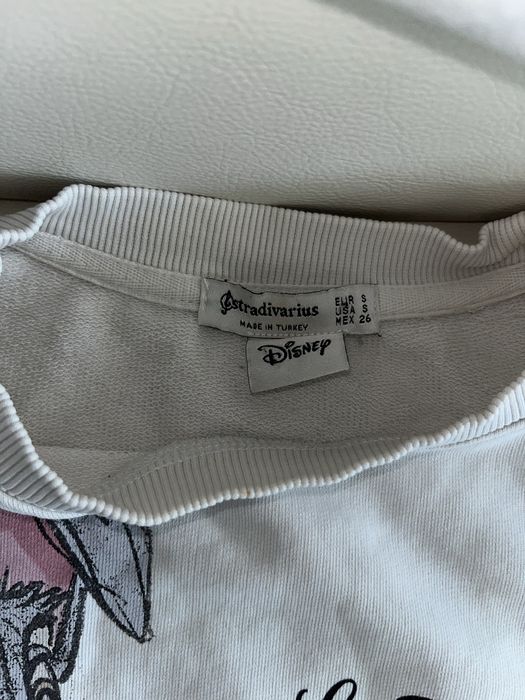 stradivarius
MADE IN TURKEY
EUR S
USA S
MEX 26
Disney